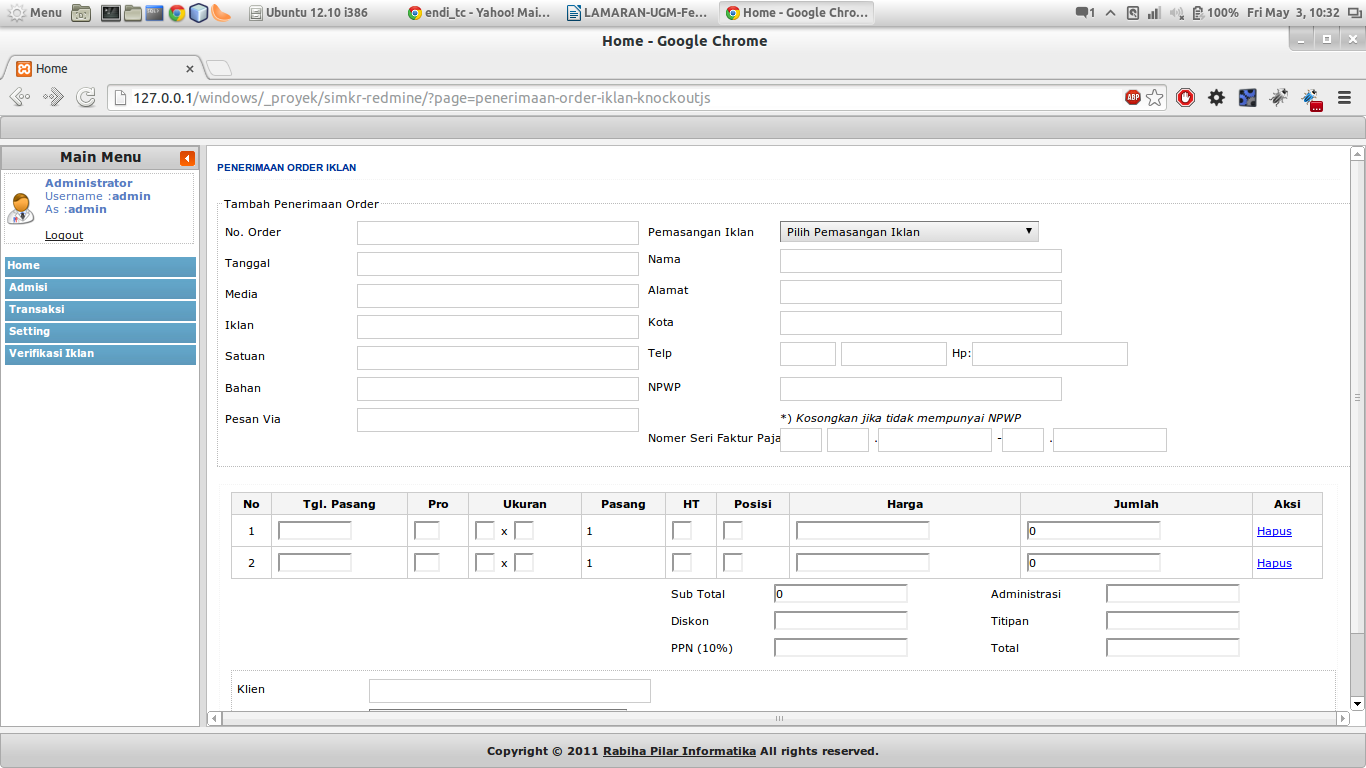 Menu
Ubuntu 12.10 i386
endi_tc - Yahoo! Mai...
LAMARAN-UGM-Fe...
Home - Google Chro...
1
100%
Fri May 3, 10:32
Home - Google Chrome
Home
127.0.0.1/windows/_proyek/simkr-redmine/?page=penerimaan-order-iklan-knockoutjs
ABP
Main Menu
Administrator
Username :admin
As :admin
Logout
Home
Admisi
Transaksi
Setting
Verifikasi Iklan
PENERIMAAN ORDER IKLAN
Tambah Penerimaan Order
No. Order
Tanggal
Media
Iklan
Satuan
Bahan
Pesan Via
Pemasangan Iklan Pilih Pemasangan Iklan
Nama
Alamat
Kota
Telp Hp:
NPWP
*) Kosongkan jika tidak mempunyai NPWP
Nomer Seri Faktur Paja . - .
No Tgl. Pasang Pro Ukuran Pasang HT Posisi Harga Jumlah Aksi
1 x 1 0 Hapus
2 x 1 0 Hapus
Sub Total 0 Administrasi
Diskon Titipan
PPN (10%) Total
Klien
Copyright © 2011 Rabiha Pilar Informatika All rights reserved.